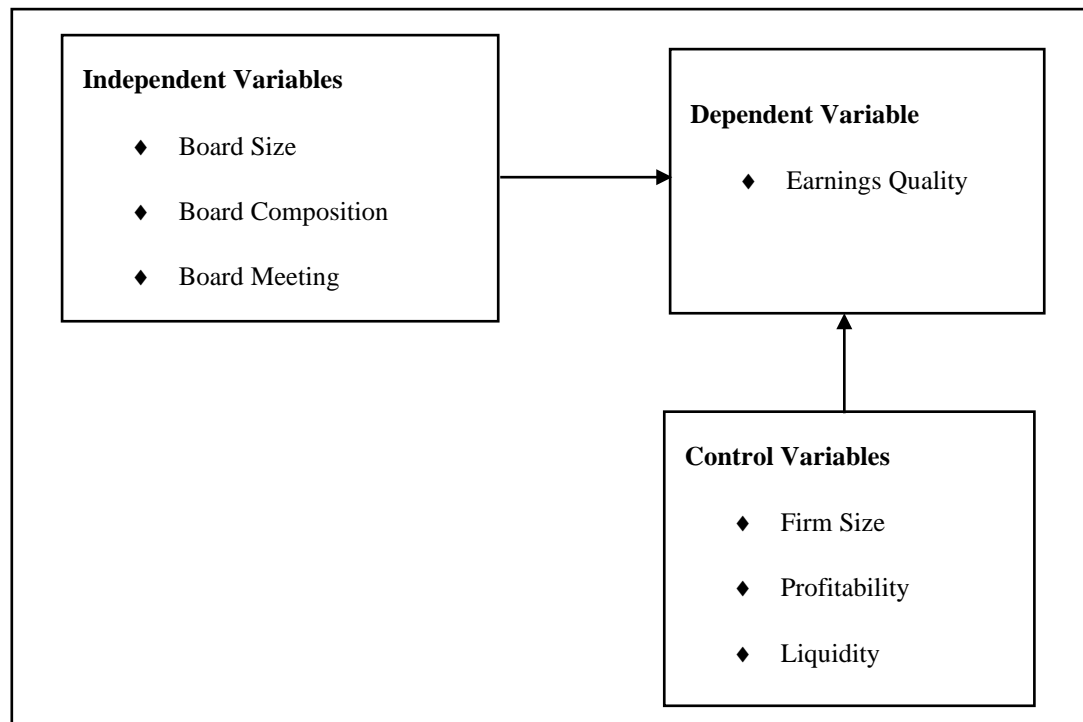 Independent Variables
♦ Board Size
♦ Board Composition
♦ Board Meeting
Dependent Variable
♦ Earnings Quality
Control Variables
♦ Firm Size
♦ Profitability
♦ Liquidity